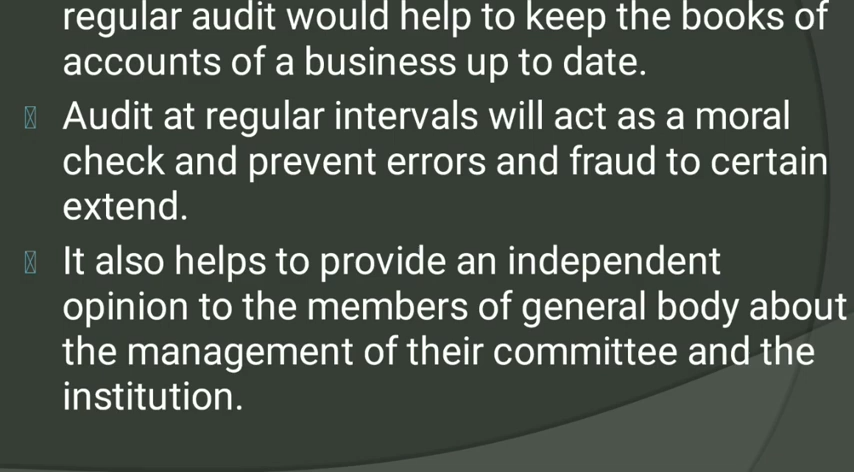 regular audit would help to keep the books of
accounts of a business up to date.
Audit at regular intervals will act as a moral
check and prevent errors and fraud to certain
extend.
It also helps to provide an independent
opinion to the members of general body about
the management of their committee and the
institution.